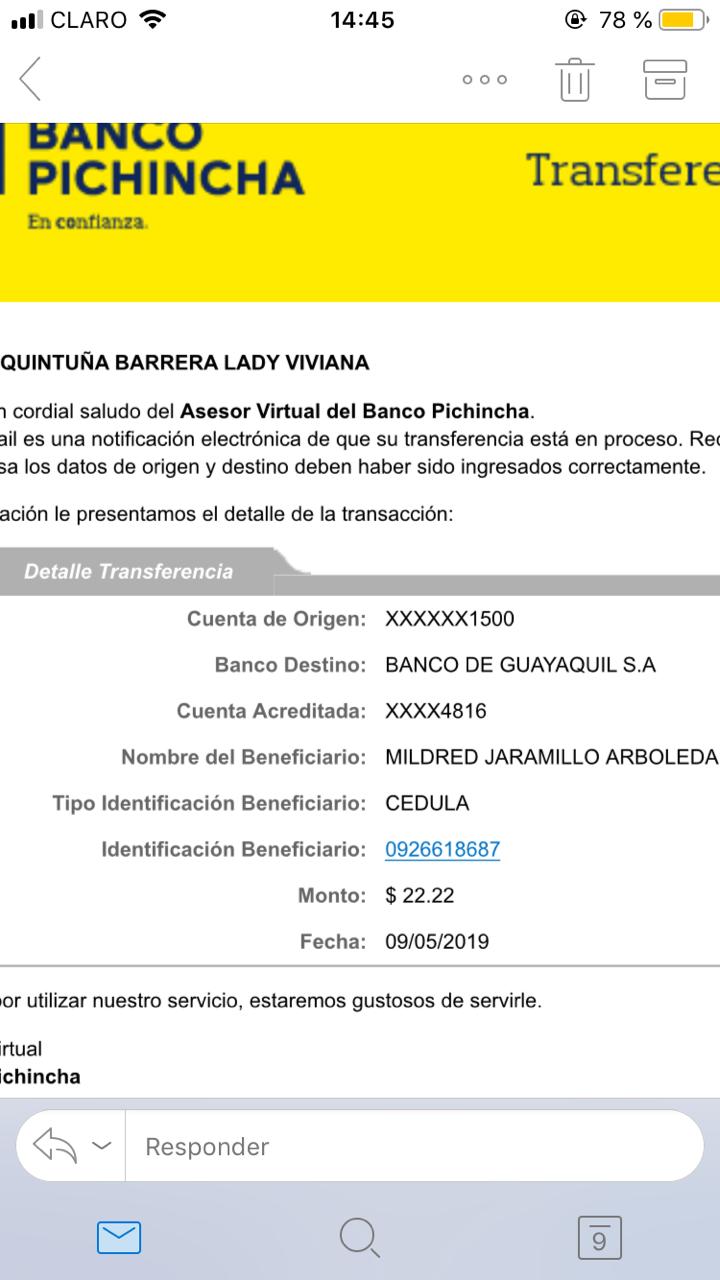 CLARO 14:45 78 %
BANCO
PICHINCHA
Transfere
En confianza.
QUINTUÑA BARRERA LADY VIVIANA
n cordial saludo del Asesor Virtual del Banco Pichincha.
ail es una notificación electrónica de que su transferencia está en proceso. Rec
sa los datos de origen y destino deben haber sido ingresados correctamente.
ación le presentamos el detalle de la transacción:
Detalle Transferencia
Cuenta de Origen: XXXXXX1500
Banco Destino: BANCO DE GUAYAQUIL S.A
Cuenta Acreditada: XXXX4816
Nombre del Beneficiario: MILDRED JARAMILLO ARBOLEDA
Tipo Identificación Beneficiario: CEDULA
Identificación Beneficiario: 0926618687
Monto: $ 22.22
Fecha: 09/05/2019
por utilizar nuestro servicio, estaremos gustosos de servirle.
irtual
ichincha
Responder
9